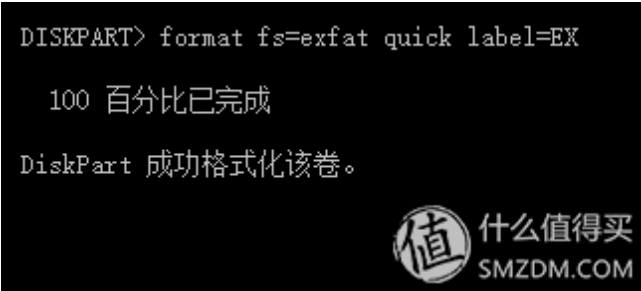 DISKPART> format fs=exfat quick label=EX
100 百分比已完成
DiskPart 成功格式化该卷。
值 什么值得买
SMZDM.COM